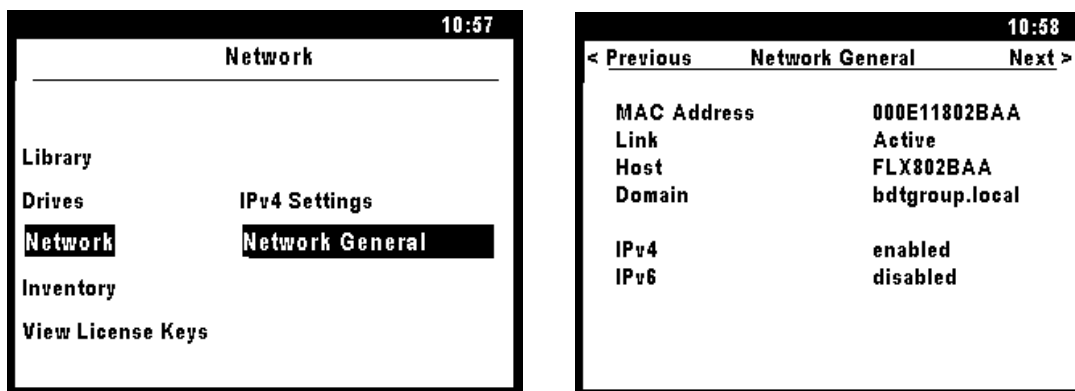 10:57
Network
Library
Drives IPv4 Settings
Network Network General
Inventory
View License Keys
10:58
< Previous Network General Next >
MAC Address 000E11802BAA
Link Active
Host FLX802BAA
Domain bdtgroup.local
IPv4 enabled
IPv6 disabled